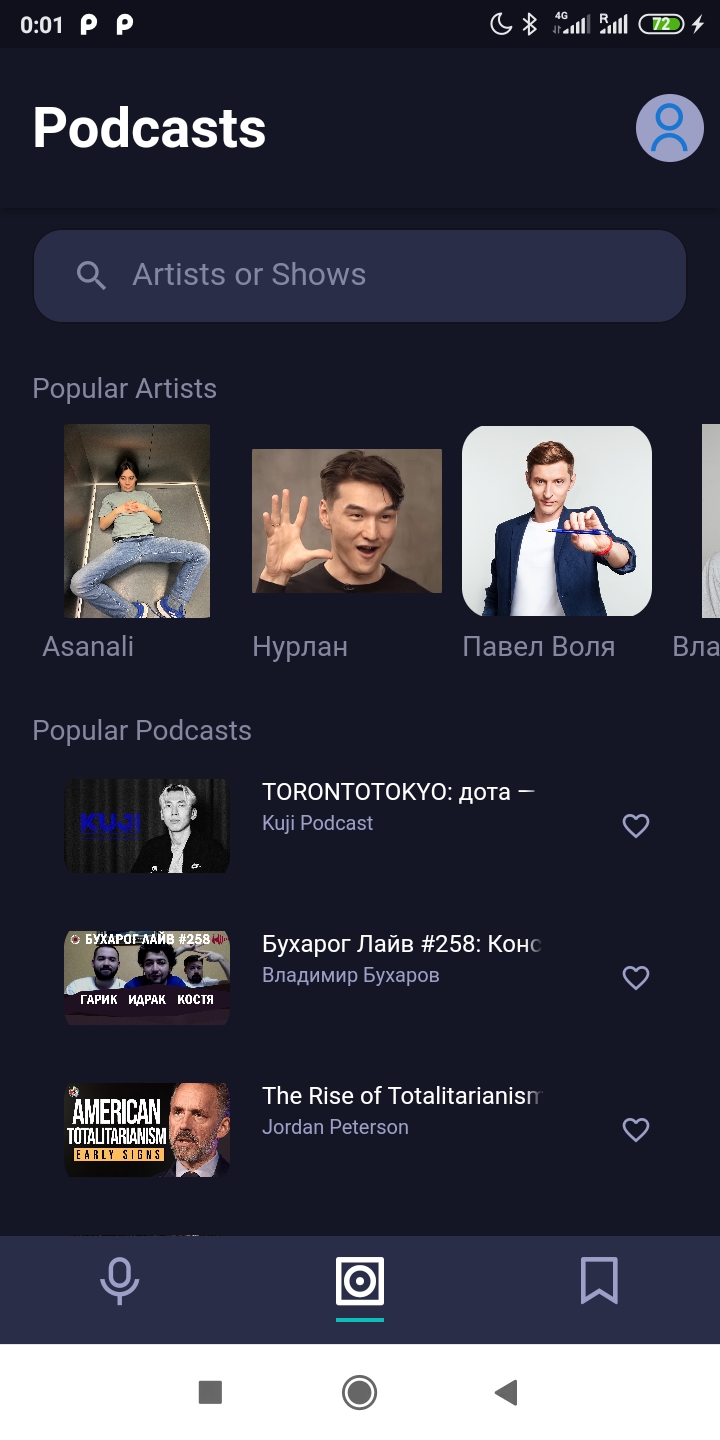 0:01
4G
R
72
Podcasts
Artists or Shows
Popular Artists
Asanali
Нурлан
Павел Воля
Вла
Popular Podcasts
KUJI
TORONTOTOKYO: дота —
Kuji Podcast
БУХАРОГ ЛАЙВ #258
ГАРИК ИДРАК КОСТЯ
Бухарог Лайв #258: Конс
Владимир Бухаров
AMERICAN
TOTALITARIANISM
EARLY SIGNS
The Rise of Totalitarianism
Jordan Peterson